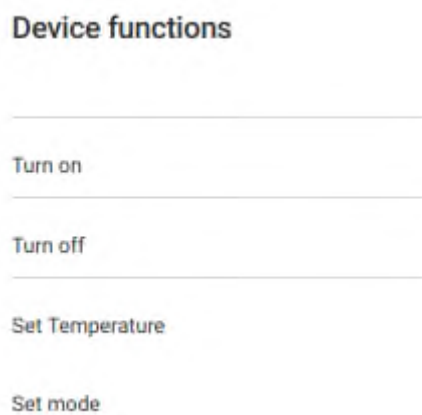 Device functions
Turn on
Turn off
Set Temperature
Set mode